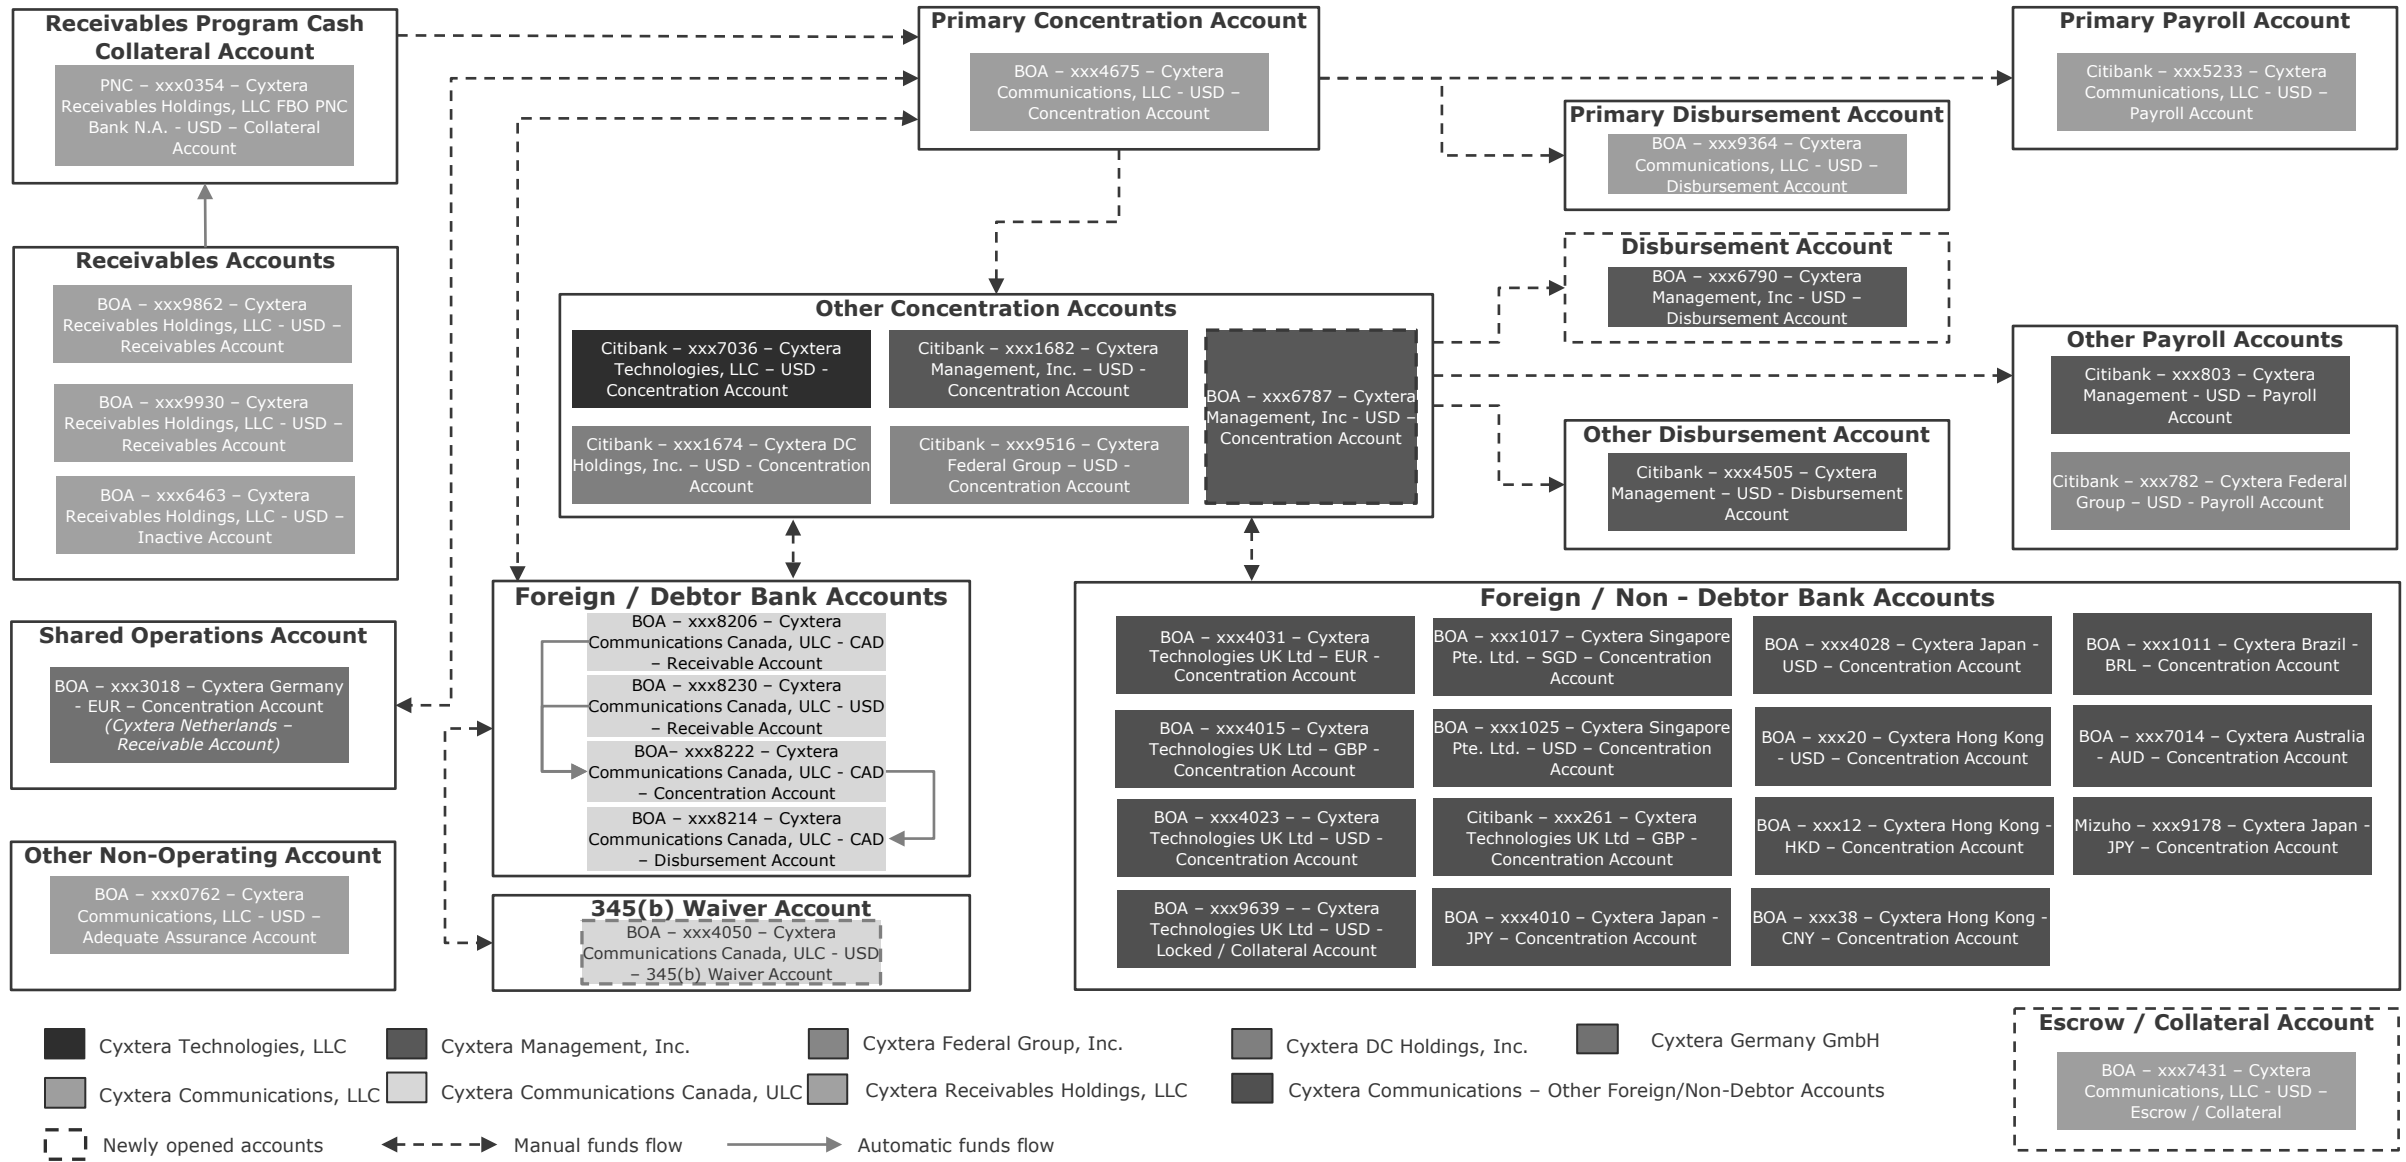 Receivables Program Cash
Collateral Account
PNC – xxx0354 – Cyxtera
Receivables Holdings, LLC FBO PNC
Bank N.A. - USD – Collateral
Account
Primary Concentration Account
BOA – xxx4675 – Cyxtera
Communications, LLC - USD –
Concentration Account
Primary Payroll Account
Citibank – xxx5233 – Cyxtera
Communications, LLC - USD –
Payroll Account
Primary Disbursement Account
BOA – xxx9364 – Cyxtera
Communications, LLC - USD –
Disbursement Account
Receivables Accounts
BOA – xxx9862 – Cyxtera
Receivables Holdings, LLC - USD –
Receivables Account
BOA – xxx9930 – Cyxtera
Receivables Holdings, LLC - USD –
Receivables Account
BOA – xxx6463 – Cyxtera
Receivables Holdings, LLC - USD –
Inactive Account
Disbursement Account
BOA – xxx6790 – Cyxtera
Management, Inc - USD –
Disbursement Account
Other Concentration Accounts
Citibank – xxx7036 – Cyxtera
Technologies, LLC – USD -
Concentration Account
Citibank – xxx1682 – Cyxtera
Management, Inc. – USD -
Concentration Account
BOA – xxx6787 – Cyxtera
Management, Inc - USD –
Concentration Account
Citibank – xxx1674 – Cyxtera DC
Holdings, Inc. – USD - Concentration
Account
Citibank – xxx9516 – Cyxtera
Federal Group – USD -
Concentration Account
Other Payroll Accounts
Citibank – xxx803 – Cyxtera
Management - USD – Payroll
Account
Citibank – xxx782 – Cyxtera Federal
Group – USD - Payroll Account
Other Disbursement Account
Citibank – xxx4505 – Cyxtera
Management – USD - Disbursement
Account
Shared Operations Account
BOA – xxx3018 – Cyxtera Germany
- EUR – Concentration Account
(Cyxtera Netherlands –
Receivable Account)
Other Non-Operating Account
BOA – xxx0762 – Cyxtera
Communications, LLC - USD –
Adequate Assurance Account
Foreign / Debtor Bank Accounts
BOA – xxx8206 – Cyxtera
Communications Canada, ULC - CAD
– Receivable Account
BOA – xxx8230 – Cyxtera
Communications Canada, ULC - USD
– Receivable Account
BOA– xxx8222 – Cyxtera
Communications Canada, ULC - CAD
– Concentration Account
BOA – xxx8214 – Cyxtera
Communications Canada, ULC - CAD
– Disbursement Account
345(b) Waiver Account
BOA – xxx4050 – Cyxtera
Communications Canada, ULC - USD
– 345(b) Waiver Account
Foreign / Non - Debtor Bank Accounts
BOA – xxx4031 – Cyxtera
Technologies UK Ltd – EUR -
Concentration Account
BOA – xxx1017 – Cyxtera Singapore
Pte. Ltd. – SGD – Concentration
Account
BOA – xxx4028 – Cyxtera Japan -
USD – Concentration Account
BOA – xxx1011 – Cyxtera Brazil -
BRL – Concentration Account
BOA – xxx4015 – Cyxtera
Technologies UK Ltd – GBP -
Concentration Account
BOA – xxx1025 – Cyxtera Singapore
Pte. Ltd. – USD – Concentration
Account
BOA – xxx20 – Cyxtera Hong Kong
- USD – Concentration Account
BOA – xxx7014 – Cyxtera Australia
- AUD – Concentration Account
BOA – xxx4023 – – Cyxtera
Technologies UK Ltd – USD -
Concentration Account
Citibank – xxx261 – Cyxtera
Technologies UK Ltd – GBP -
Concentration Account
BOA – xxx12 – Cyxtera Hong Kong -
HKD – Concentration Account
Mizuho – xxx9178 – Cyxtera Japan -
JPY – Concentration Account
BOA – xxx9639 – – Cyxtera
Technologies UK Ltd – USD -
Locked / Collateral Account
BOA – xxx4010 – Cyxtera Japan -
JPY – Concentration Account
BOA – xxx38 – Cyxtera Hong Kong -
CNY – Concentration Account
Cyxtera Technologies, LLC
Cyxtera Management, Inc.
Cyxtera Federal Group, Inc.
Cyxtera DC Holdings, Inc.
Cyxtera Germany GmbH
Cyxtera Communications, LLC
Cyxtera Communications Canada, ULC
Cyxtera Receivables Holdings, LLC
Cyxtera Communications – Other Foreign/Non-Debtor Accounts
Newly opened accounts
Manual funds flow
Automatic funds flow
Escrow / Collateral Account
BOA – xxx7431 – Cyxtera
Communications, LLC - USD –
Escrow / Collateral